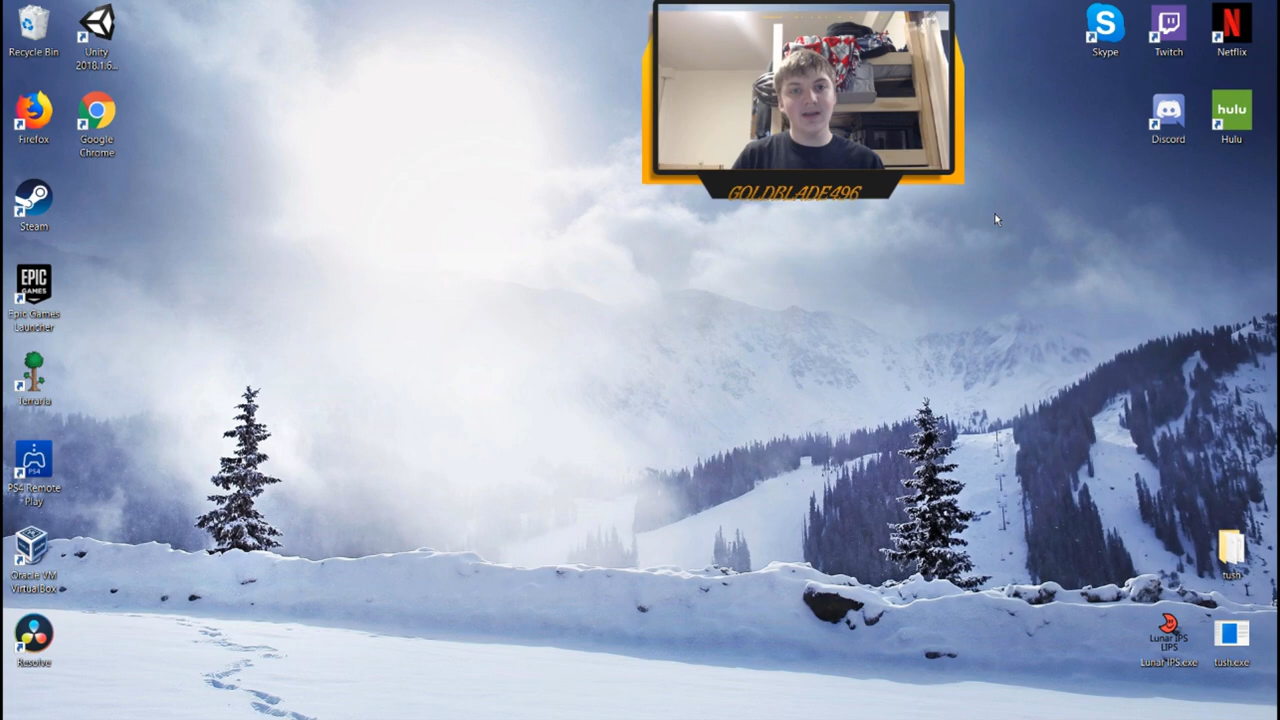 Recycle Bin
Unity
2018.1.6...
Firefox
Google
Chrome
Steam
EPIC
GAMES
Epic Games
Launcher
Terraria
PS4
PS4 Remote
Play
Oracle VM
VirtualBox
Resolve
GOLDBLADE496
S
Skype
Twitch
N
Netflix
Discord
hulu
Hulu
tush
Lunar IPS
LIPS
Lunar IPS.exe
tush.exe